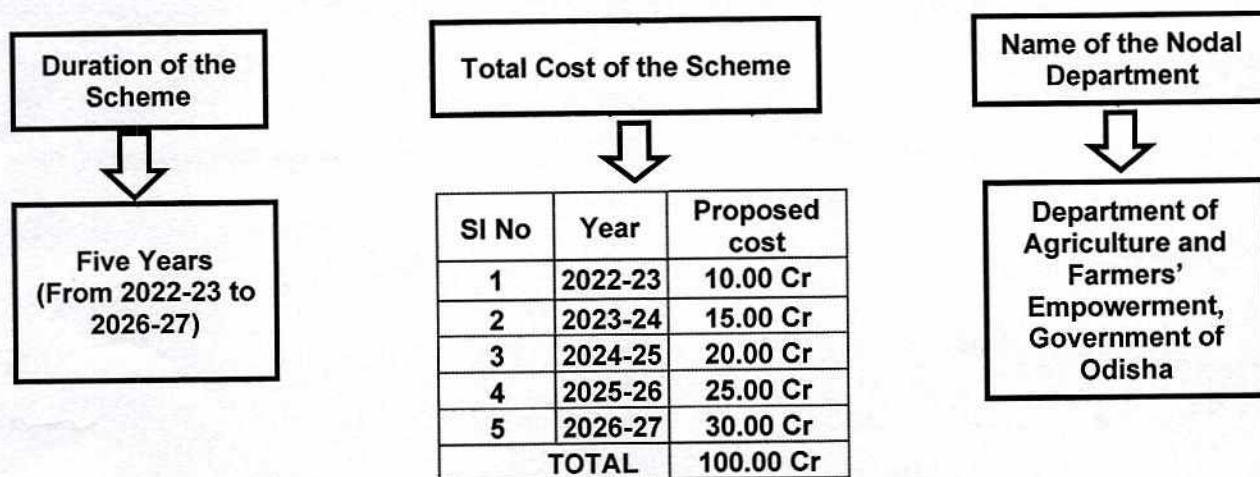 Duration of the
Scheme
Five Years
(From 2022-23 to
2026-27)
Total Cost of the Scheme
Sl No Year Proposed
cost
1 2022-23 10.00 Cr
2 2023-24 15.00 Cr
3 2024-25 20.00 Cr
4 2025-26 25.00 Cr
5 2026-27 30.00 Cr
TOTAL 100.00 Cr
Name of the Nodal
Department
Department of
Agriculture and
Farmers’
Empowerment,
Government of
Odisha